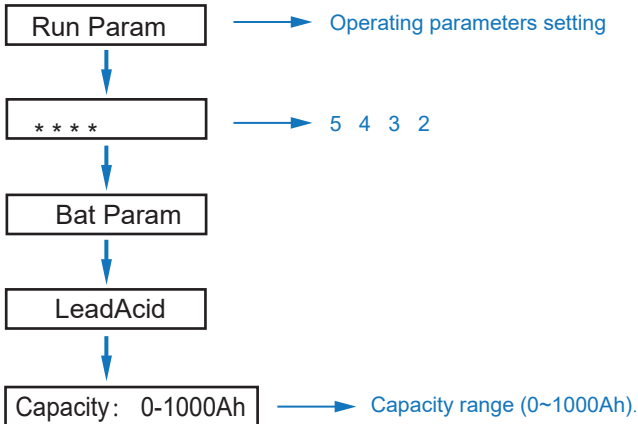 Run Param
Operating parameters setting
* * * *
5 4 3 2
Bat Param
LeadAcid
Capacity: 0-1000Ah
Capacity range (0~1000Ah).